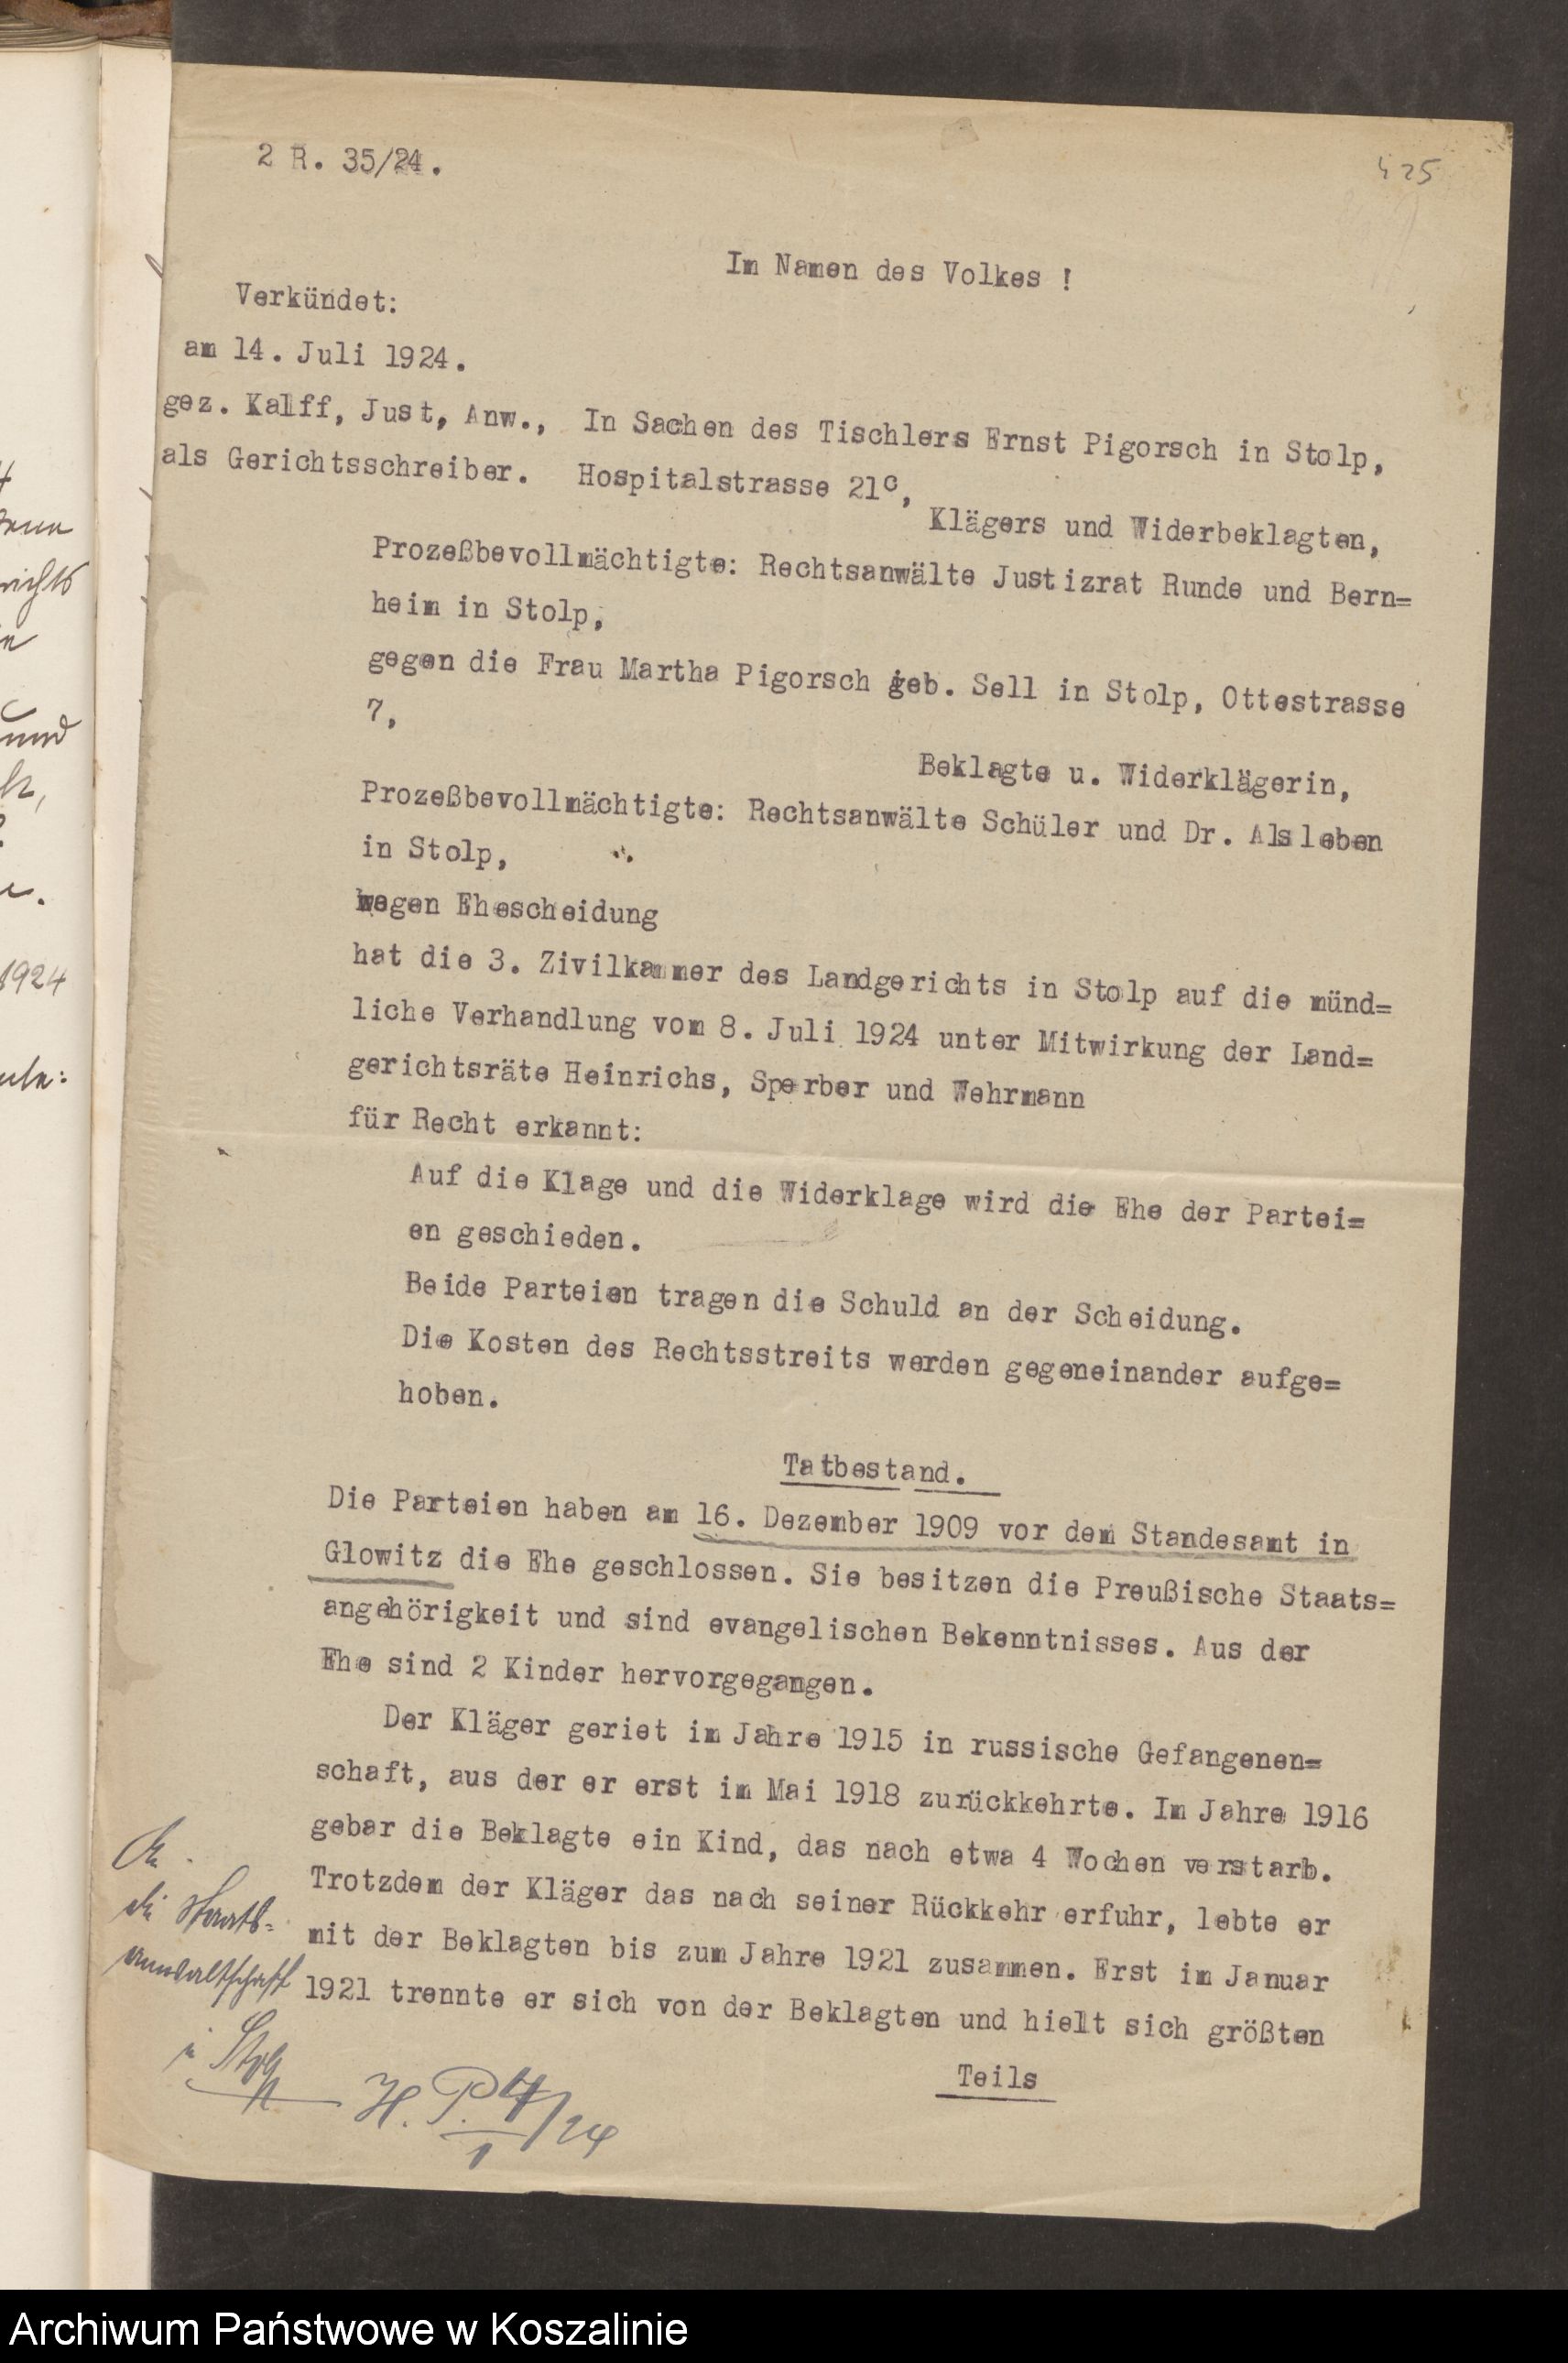 2 R. 35/24.
425
Im Namen des Volkes !
Verkündet:
am 14. Juli 1924.
gez. Kalff, Just, Anw.,
als Gerichtsschreiber.
In Sachen des Tischlers Ernst Pigorsch in Stolp,
Hospitalstrasse 21c,
Klägers und Widerbeklagten,
Prozeßbevollmächtigte: Rechtsanwälte Justizrat Runde und Bern=
heim in Stolp,
gegen die Frau Martha Pigorsch geb. Sell in Stolp, Ottestrasse
7,
Beklagte u. Widerklägerin,
Prozeßbevollmächtigte: Rechtsanwälte Schüler und Dr. Alsleben
in Stolp,
wegen Ehescheidung
hat die 3. Zivilkammer des Landgerichts in Stolp auf die münd=
liche Verhandlung vom 8. Juli 1924 unter Mitwirkung der Land=
gerichtsräte Heinrichs, Sperber und Wehrmann
für Recht erkannt:
Auf die Klage und die Widerklage wird die Ehe der Partei=
en geschieden.
Beide Parteien tragen die Schuld an der Scheidung.
Die Kosten des Rechtsstreits werden gegeneinander aufge=
hoben.
Tatbestand.
Die Parteien haben am 16. Dezember 1909 vor dem Standesamt in
Glowitz die Ehe geschlossen. Sie besitzen die Preußische Staats=
angehörigkeit und sind evangelischen Bekenntnisses. Aus der
Ehe sind 2 Kinder hervorgegangen.
Der Kläger geriet im Jahre 1915 in russische Gefangenen=
schaft, aus der er erst im Mai 1918 zurückkehrte. Im Jahre 1916
gebar die Beklagte ein Kind, das nach etwa 4 Wochen verstarb.
Trotzdem der Kläger das nach seiner Rückkehr erfuhr, lebte er
mit der Beklagten bis zum Jahre 1921 zusammen. Erst im Januar
1921 trennte er sich von der Beklagten und hielt sich größten
Teils
An
die Staats=
anwaltschaft
in Stolp
H. P. 4/24
1
und
1924
Archiwum Państwowe w Koszalinie